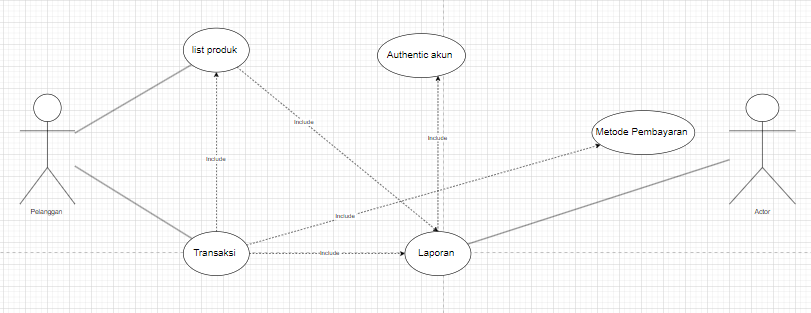 list produk
Authentic akun
Include
Include
Metode Pembayaran
Include
Pelanggan
Actor
Include
Transaksi
Include
Laporan